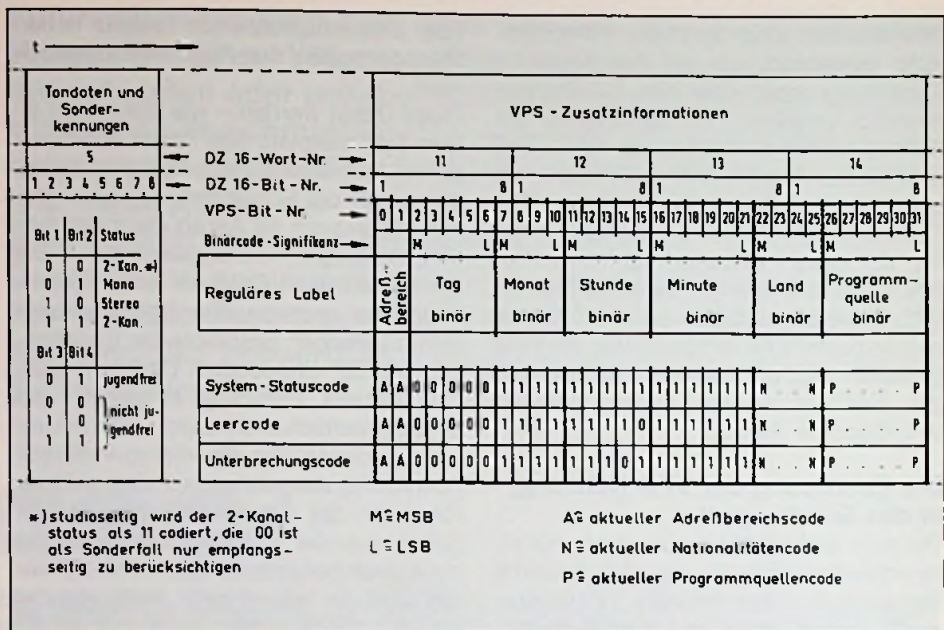 t
Tondoten und Sonder-kennungen
VPS - Zusatzinformationen
5 DZ 16-Wort-Nr. 11 12 13 14
1 2 3 4 5 6 7 8 DZ 16-Bit-Nr. 1 8 1 8 1 8 1 8
VPS-Bit-Nr. 0 1 2 3 4 5 6 7 8 9 10 11 12 13 14 15 16 17 18 19 20 21 22 23 24 25 26 27 28 29 30 31
Binärcode-Signifikanz M L M L M L M L M L M L
Bit 1 Bit 2 Status
0 0 2-Kan. *)
0 1 Mono
1 0 Stereo
1 1 2-Kan.
Bit 3 Bit 4
0 1 jugendfrei
0 0
1 0
1 1
nicht ju-
gendfrei
Reguläres Label
Adreß-
bereich
Tag
binär
Monat
binär
Stunde
binär
Minute
binär
Land
binär
Programm-
quelle
binär
System-Statuscode A A 0 0 0 0 0 1 1 1 1 1 1 1 1 1 1 1 1 1 1 1 N . . N P . . . . P
Leercode A A 0 0 0 0 0 1 1 1 1 1 1 1 1 0 1 1 1 1 1 1 N . . N P . . . . P
Unterbrechungscode A A 0 0 0 0 0 1 1 1 1 1 1 1 0 1 1 1 1 1 1 1 N . . N P . . . . P
*) studioseitig wird der 2-Kanal-
status als 11 codiert, die 00 ist
als Sonderfall nur empfangs-
seitig zu berücksichtigen
M ≙ MSB
L ≙ LSB
A ≙ aktueller Adreßbereichscode
N ≙ aktueller Nationalitätencode
P ≙ aktueller Programmquellencode